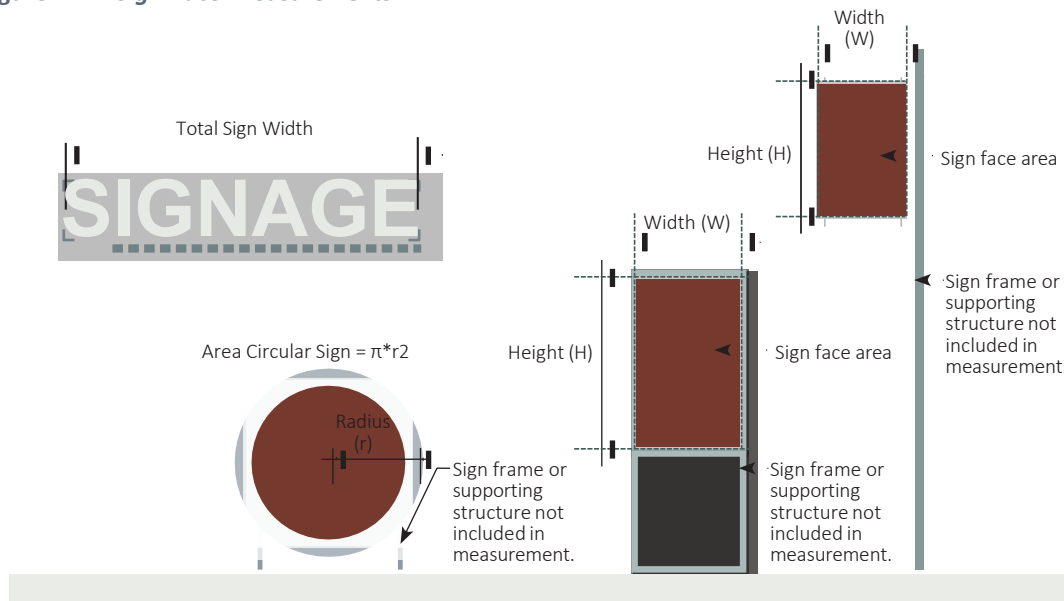 Width
(W)
Total Sign Width
Height (H)
Sign face area
SIGNAGE
Width (W)
Sign frame or
supporting
structure not
included in
measurement.
Area Circular Sign = π*r2
Height (H)
Sign face area
Radius
(r)
Sign frame or
supporting
structure not
included in
measurement.
Sign frame or
supporting
structure not
included in
measurement.